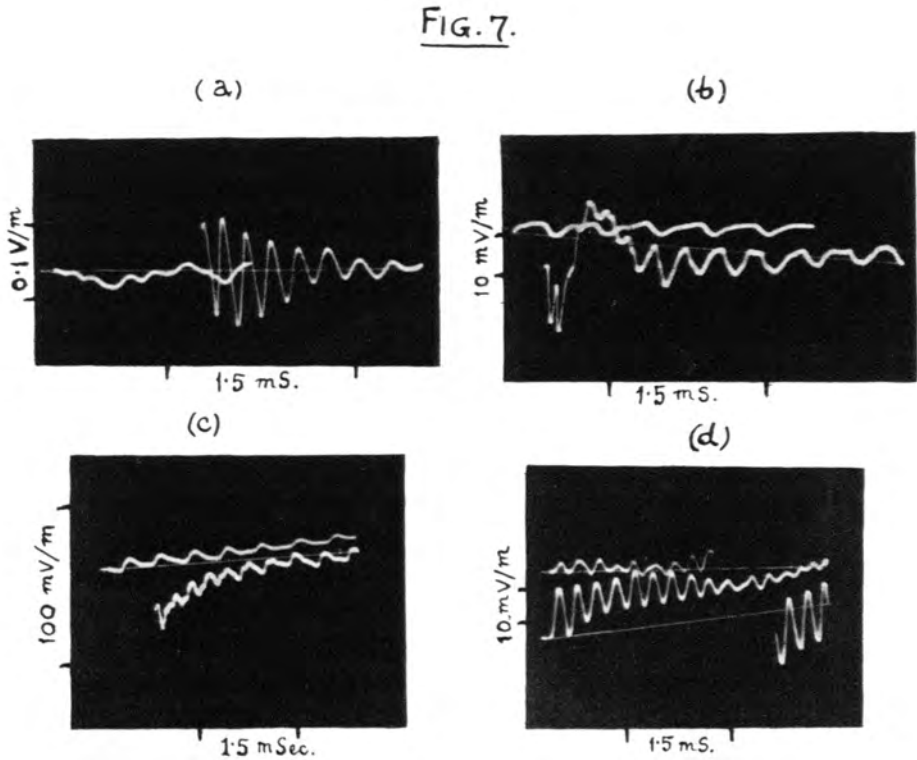 FIG. 7.
(a)
0.1 V/m
1.5 mS.
(b)
10 mV/m
1.5 mS.
(c)
100 mV/m
1.5 mSec.
(d)
10. mV/m
1.5 mS.